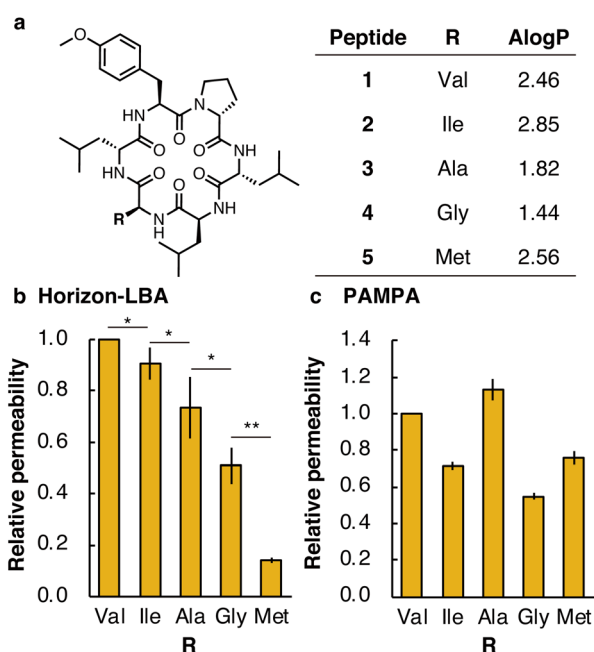 a
O
O
N
HN
O
O
O
NH
HN
O
O
O
NH
R
N
H
Peptide R AlogP
1 Val 2.46
2 Ile 2.85
3 Ala 1.82
4 Gly 1.44
5 Met 2.56
b Horizon-LBA
Relative permeability
1.0
0.8
0.6
0.4
0.2
0.0
* * * **
Val Ile Ala Gly Met
R
c PAMPA
Relative permeability
1.4
1.2
1.0
0.8
0.6
0.4
0.2
0.0
Val Ile Ala Gly Met
R